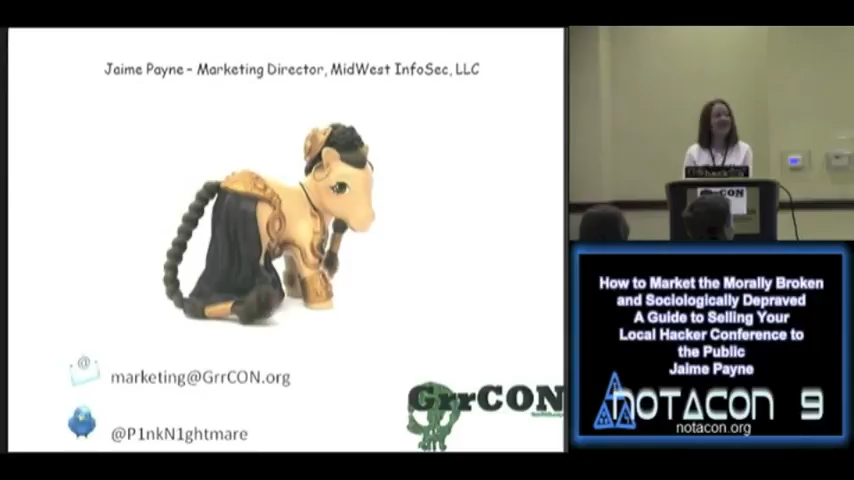 Jaime Payne – Marketing Director, MidWest InfoSec, LLC
marketing@GrrCON.org
@P1nkN1ghtmare
GrrCON
How to Market the Morally Broken
and Sociologically Depraved
A Guide to Selling Your
Local Hacker Conference to
the Public
Jaime Payne
NOTACON 9
notacon.org